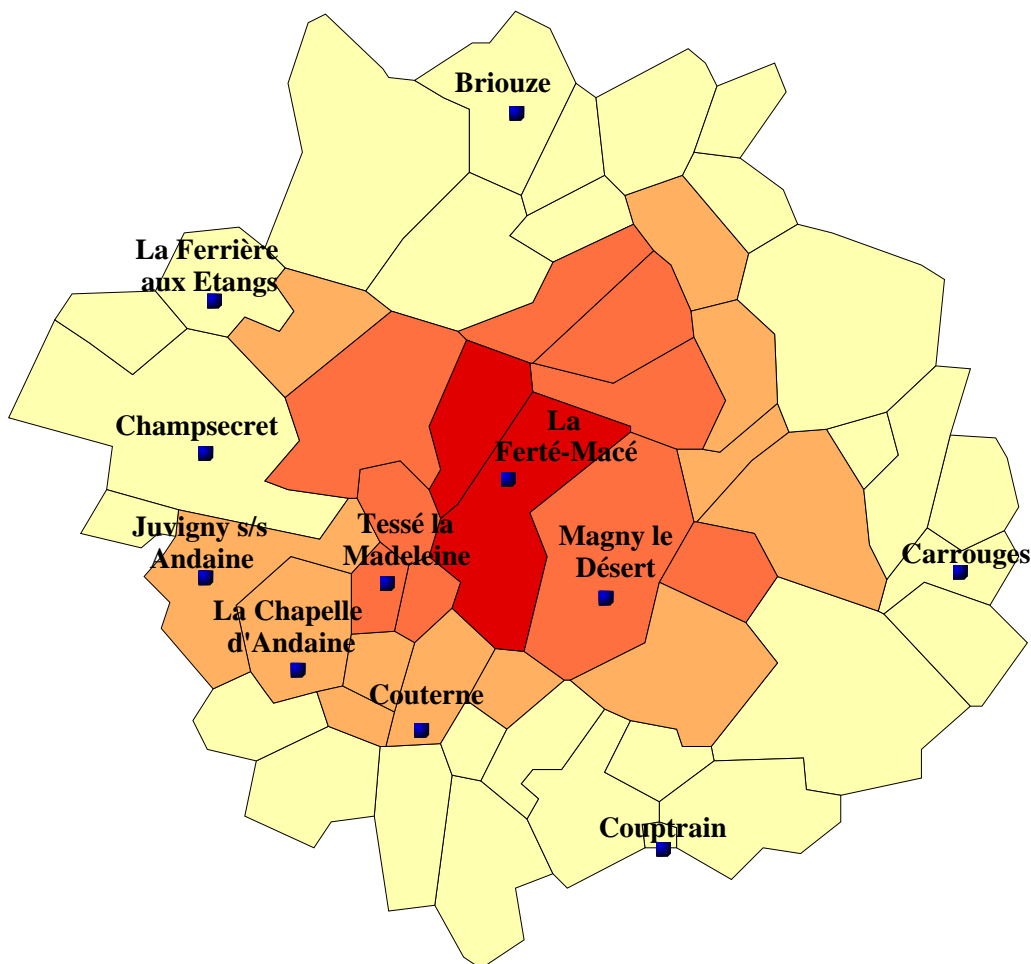 Briouze
La Ferrière
aux Etangs
Champsecret
La
Ferté-Macé
Juvigny s/s
Andaine
Tessé la
Madeleine
Magny le
Désert
Carrouges
La Chapelle
d'Andaine
Couterne
Couptrain